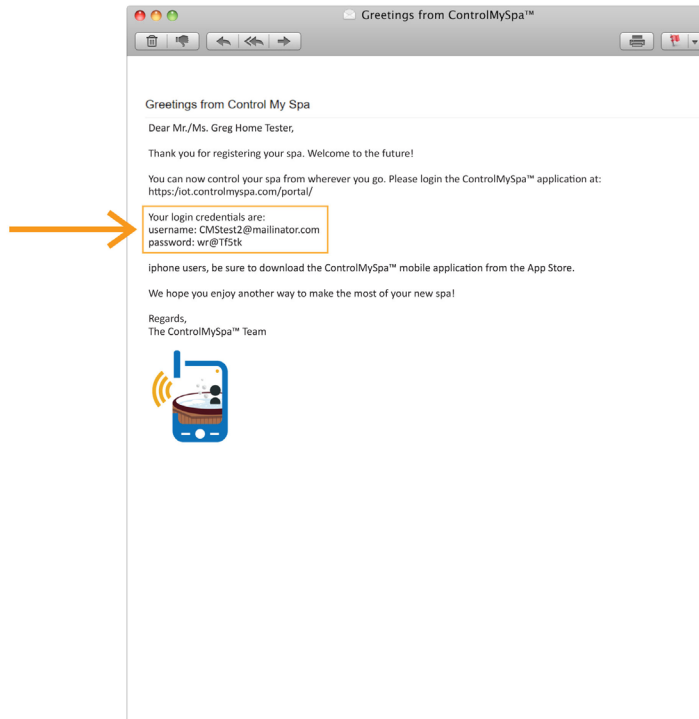 Greetings from ControlMySpa™
Greetings from Control My Spa
Dear Mr./Ms. Greg Home Tester,
Thank you for registering your spa. Welcome to the future!
You can now control your spa from wherever you go. Please login the ControlMySpa™ application at:
https:/iot.controlmyspa.com/portal/
Your login credentials are:
username: CMStest2@mailinator.com
password: wr@Tf5tk
iphone users, be sure to download the ControlMySpa™ mobile application from the App Store.
We hope you enjoy another way to make the most of your new spa!
Regards,
The ControlMySpa™ Team